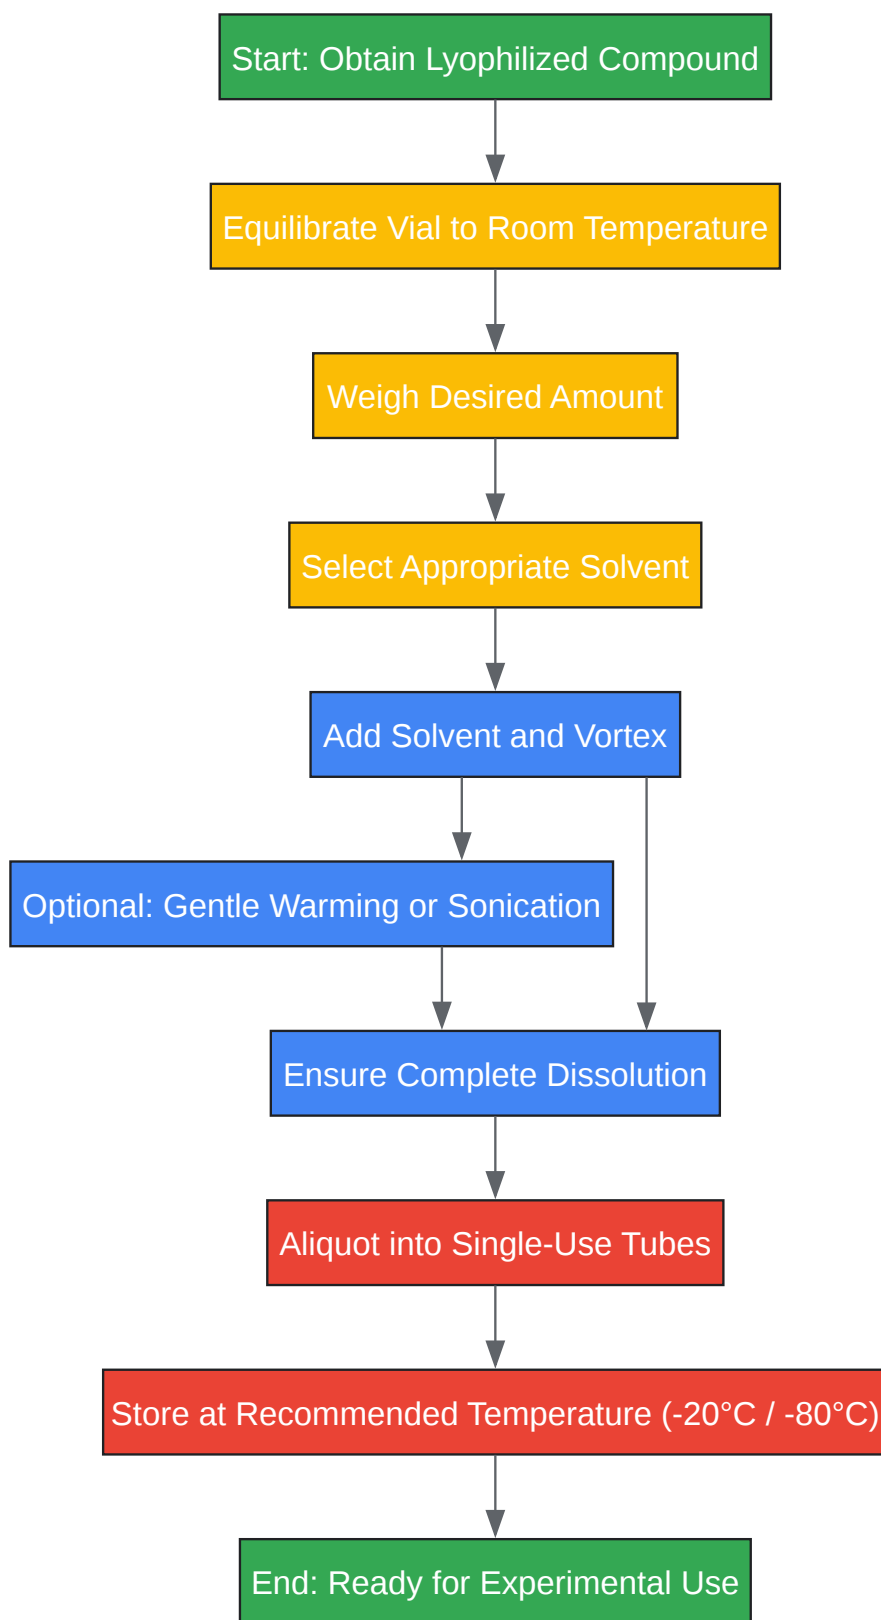 Start: Obtain Lyophilized Compound
Equilibrate Vial to Room Temperature
Weigh Desired Amount
Select Appropriate Solvent
Add Solvent and Vortex
Optional: Gentle Warming or Sonication
Ensure Complete Dissolution
Aliquot into Single-Use Tubes
Store at Recommended Temperature (-20°C / -80°C)
End: Ready for Experimental Use